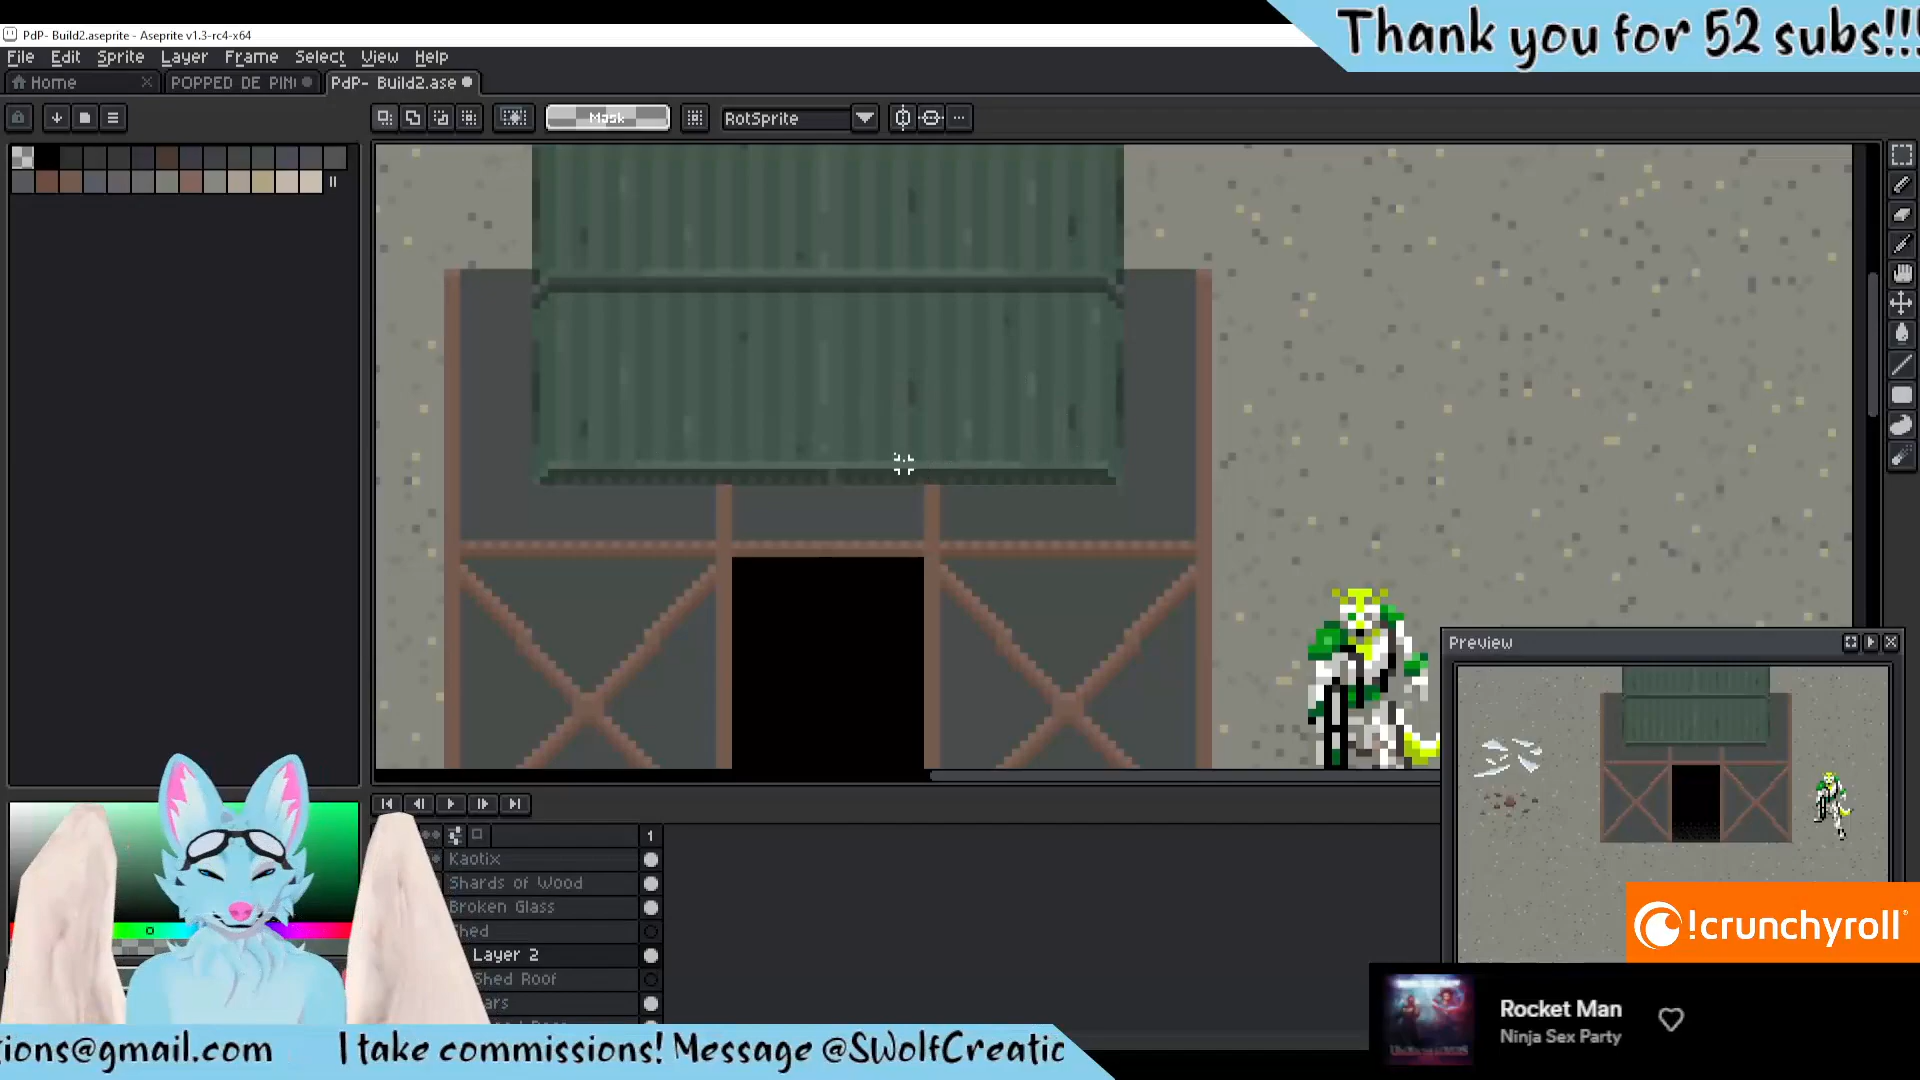 PdP- Build2.aseprite - Aseprite v1.3-rc4-x64
Thank you for 52 subs!!!
File Edit Sprite Layer Frame Select View Help
Home
POPPED DE PIN
PdP- Build2.ase
Mask
RotSprite
Preview
1
Kaotix
Shards of Wood
Broken Glass
Shed
Layer 2
Shed Roof
!crunchyroll
Rocket Man
Ninja Sex Party
ions@gmail.com
I take commissions! Message @SWolfCreatic